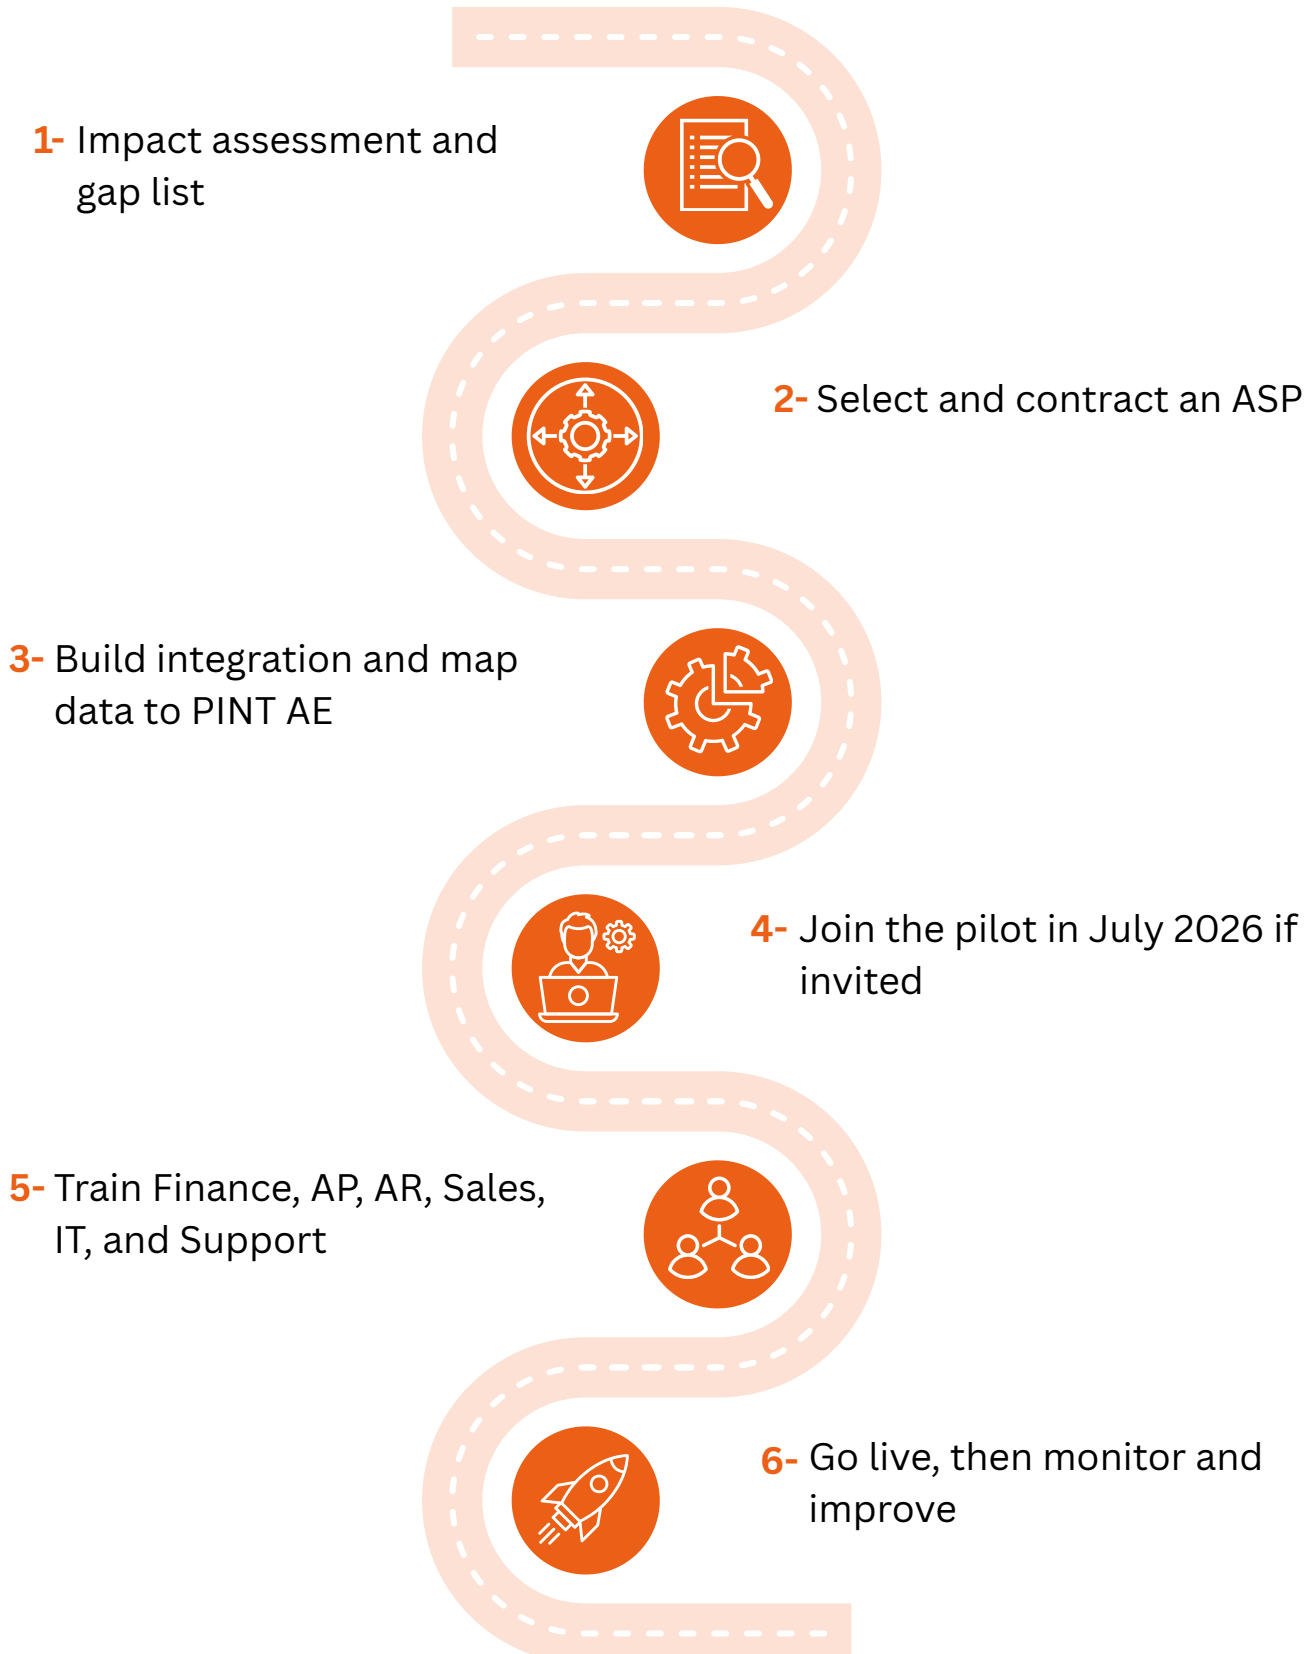 1- Impact assessment and
gap list
2- Select and contract an ASP
3- Build integration and map
data to PINT AE
4- Join the pilot in July 2026 if
invited
5- Train Finance, AP, AR, Sales,
IT, and Support
6- Go live, then monitor and
improve